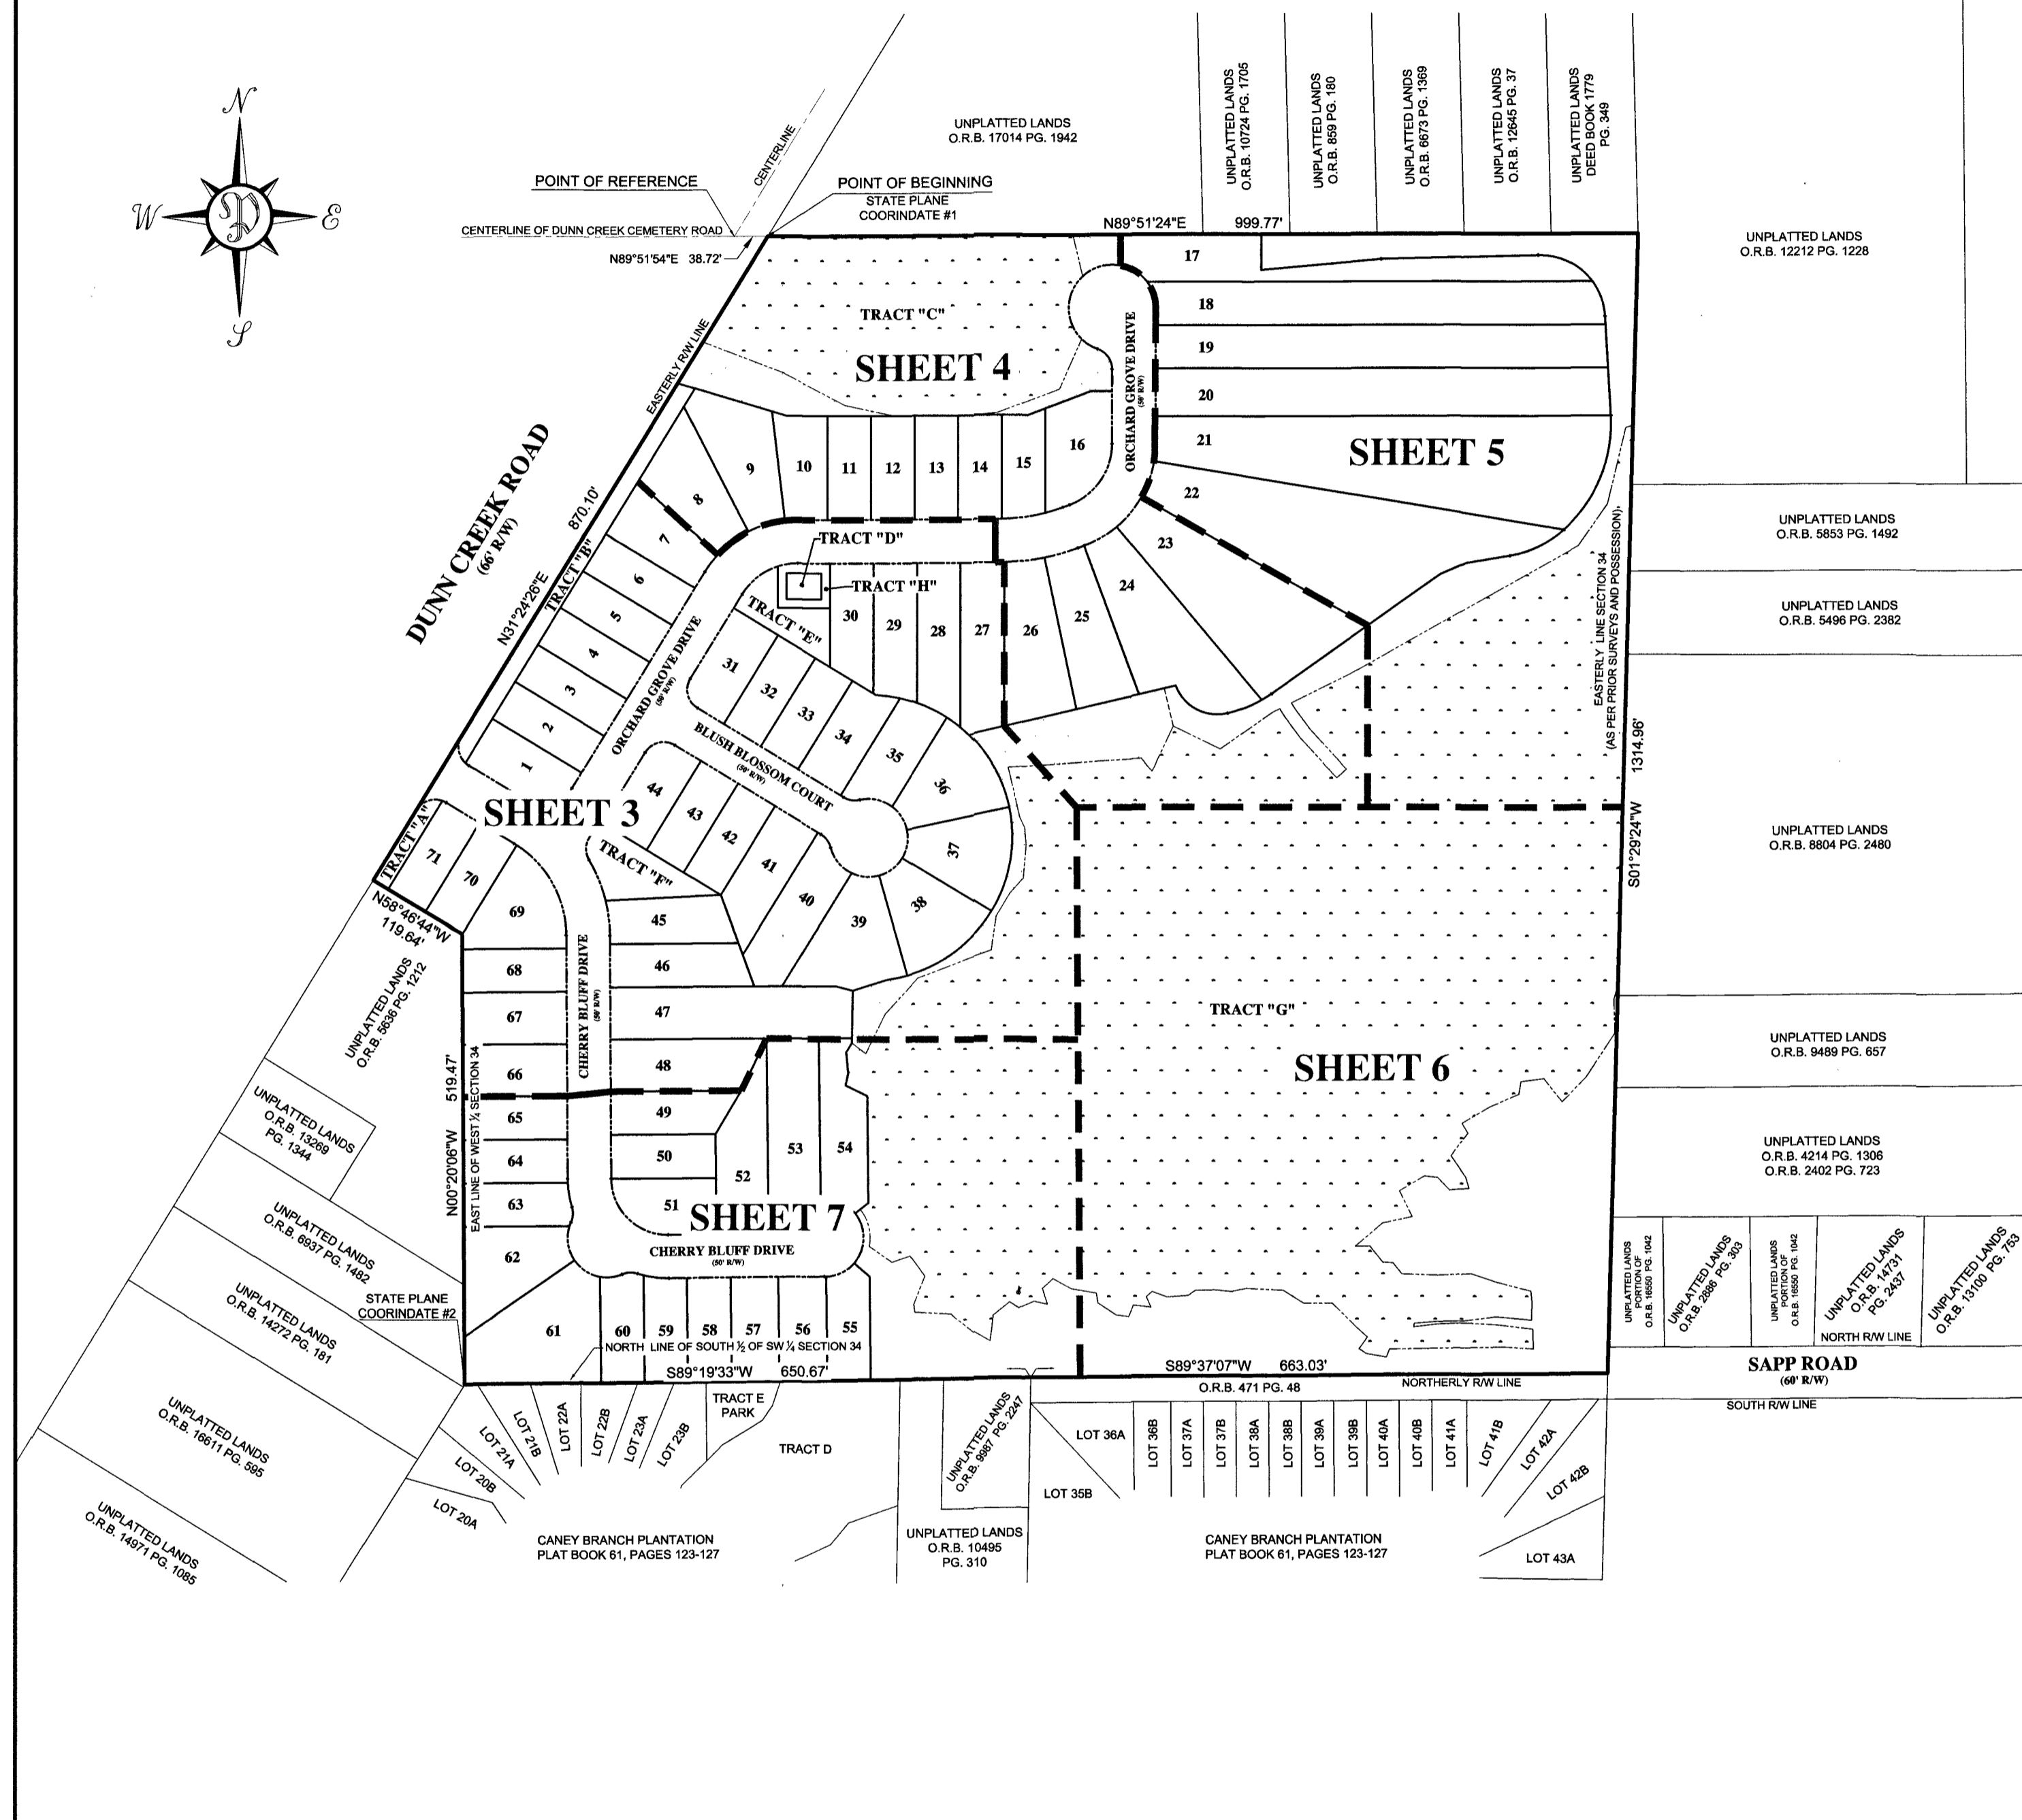 N
W
E
S
UNPLATTED LANDS
O.R.B. 17014 PG. 1942
CENTERLINE
POINT OF REFERENCE
POINT OF BEGINNING
STATE PLANE
COORINDATE #1
CENTERLINE OF DUNN CREEK CEMETERY ROAD
N89°51'54"E 38.72'
N89°51'24"E 999.77'
UNPLATTED LANDS
O.R.B. 10724 PG. 1705
UNPLATTED LANDS
O.R.B. 859 PG. 180
UNPLATTED LANDS
O.R.B. 6673 PG. 1369
UNPLATTED LANDS
O.R.B. 12645 PG. 37
UNPLATTED LANDS
DEED BOOK 1779
PG. 349
UNPLATTED LANDS
O.R.B. 12212 PG. 1228
EASTERLY R/W LINE
TRACT "C"
SHEET 4
ORCHARD GROVE DRIVE
(50' R/W)
17
18
19
20
21
22
SHEET 5
DUNN CREEK ROAD
(66' R/W)
870.10'
N31°24'26"E
TRACT "B"
9
10
11
12
13
14
15
16
8
7
6
5
4
3
2
1
TRACT "D"
TRACT "H"
TRACT "E"
30
29
28
27
26
25
24
23
ORCHARD GROVE DRIVE
(50' R/W)
31
32
33
34
35
36
37
38
39
40
41
42
43
44
BLUSH BLOSSOM COURT
(50' R/W)
EASTERLY LINE SECTION 34
(AS PER PRIOR SURVEYS AND POSSESSION).
1314.96'
S01°29'24"W
UNPLATTED LANDS
O.R.B. 5853 PG. 1492
UNPLATTED LANDS
O.R.B. 5496 PG. 2382
UNPLATTED LANDS
O.R.B. 8804 PG. 2480
UNPLATTED LANDS
O.R.B. 9489 PG. 657
UNPLATTED LANDS
O.R.B. 4214 PG. 1306
O.R.B. 2402 PG. 723
SHEET 3
TRACT "A"
71
70
69
68
67
66
TRACT "F"
45
46
47
48
N58°46'44"W
119.64'
UNPLATTED LANDS
O.R.B. 5636 PG. 1212
CHERRY BLUFF DRIVE
(50' R/W)
TRACT "G"
SHEET 6
519.47'
N00°20'06"W
EAST LINE OF WEST ¼ SECTION 34
65
64
63
62
49
50
51
52
53
54
SHEET 7
CHERRY BLUFF DRIVE
(50' R/W)
UNPLATTED LANDS
O.R.B. 13269
PG. 1344
UNPLATTED LANDS
O.R.B. 6937 PG. 1482
UNPLATTED LANDS
O.R.B. 14272 PG. 181
STATE PLANE
COORINDATE #2
UNPLATTED LANDS
O.R.B. 16611 PG. 595
UNPLATTED LANDS
O.R.B. 14971 PG. 1085
61
60
59
58
57
56
55
NORTH LINE OF SOUTH ½ OF SW ¼ SECTION 34
S89°19'33"W 650.67'
S89°37'07"W 663.03'
O.R.B. 471 PG. 48
NORTHERLY R/W LINE
UNPLATTED LANDS
PORTION OF
O.R.B. 16550 PG. 1042
UNPLATTED LANDS
O.R.B. 2886 PG. 303
UNPLATTED LANDS
PORTION OF
O.R.B. 16550 PG. 1042
UNPLATTED LANDS
O.R.B. 14731
PG. 2437
UNPLATTED LANDS
O.R.B. 13100 PG. 753
NORTH R/W LINE
SAPP ROAD
(60' R/W)
SOUTH R/W LINE
LOT 20A
LOT 20B
LOT 21A
LOT 21B
LOT 22A
LOT 22B
LOT 23A
LOT 23B
TRACT E
PARK
TRACT D
UNPLATTED LANDS
O.R.B. 9987 PG. 2247
LOT 36A
LOT 35B
LOT 36B
LOT 37A
LOT 37B
LOT 38A
LOT 38B
LOT 39A
LOT 39B
LOT 40A
LOT 40B
LOT 41A
LOT 41B
LOT 42A
LOT 42B
LOT 43A
CANEY BRANCH PLANTATION
PLAT BOOK 61, PAGES 123-127
UNPLATTED LANDS
O.R.B. 10495
PG. 310
CANEY BRANCH PLANTATION
PLAT BOOK 61, PAGES 123-127